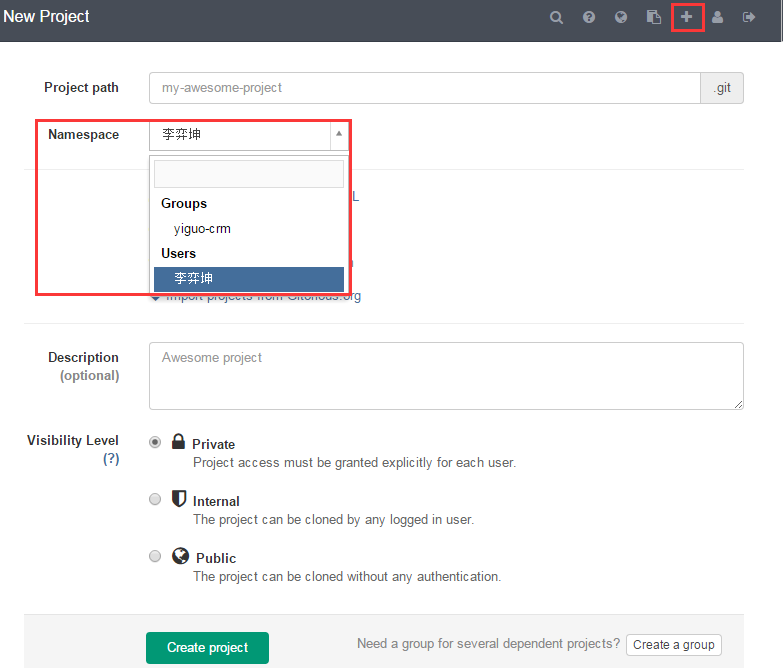 New Project
Project path
my-awesome-project
.git
Namespace
李弈坤
Groups
yiguo-crm
Users
李弈坤
L
Import projects from Gitorious.org
Description
(optional)
Awesome project
Visibility Level
(?)
Private
Project access must be granted explicitly for each user.
Internal
The project can be cloned by any logged in user.
Public
The project can be cloned without any authentication.
Create project
Need a group for several dependent projects?
Create a group